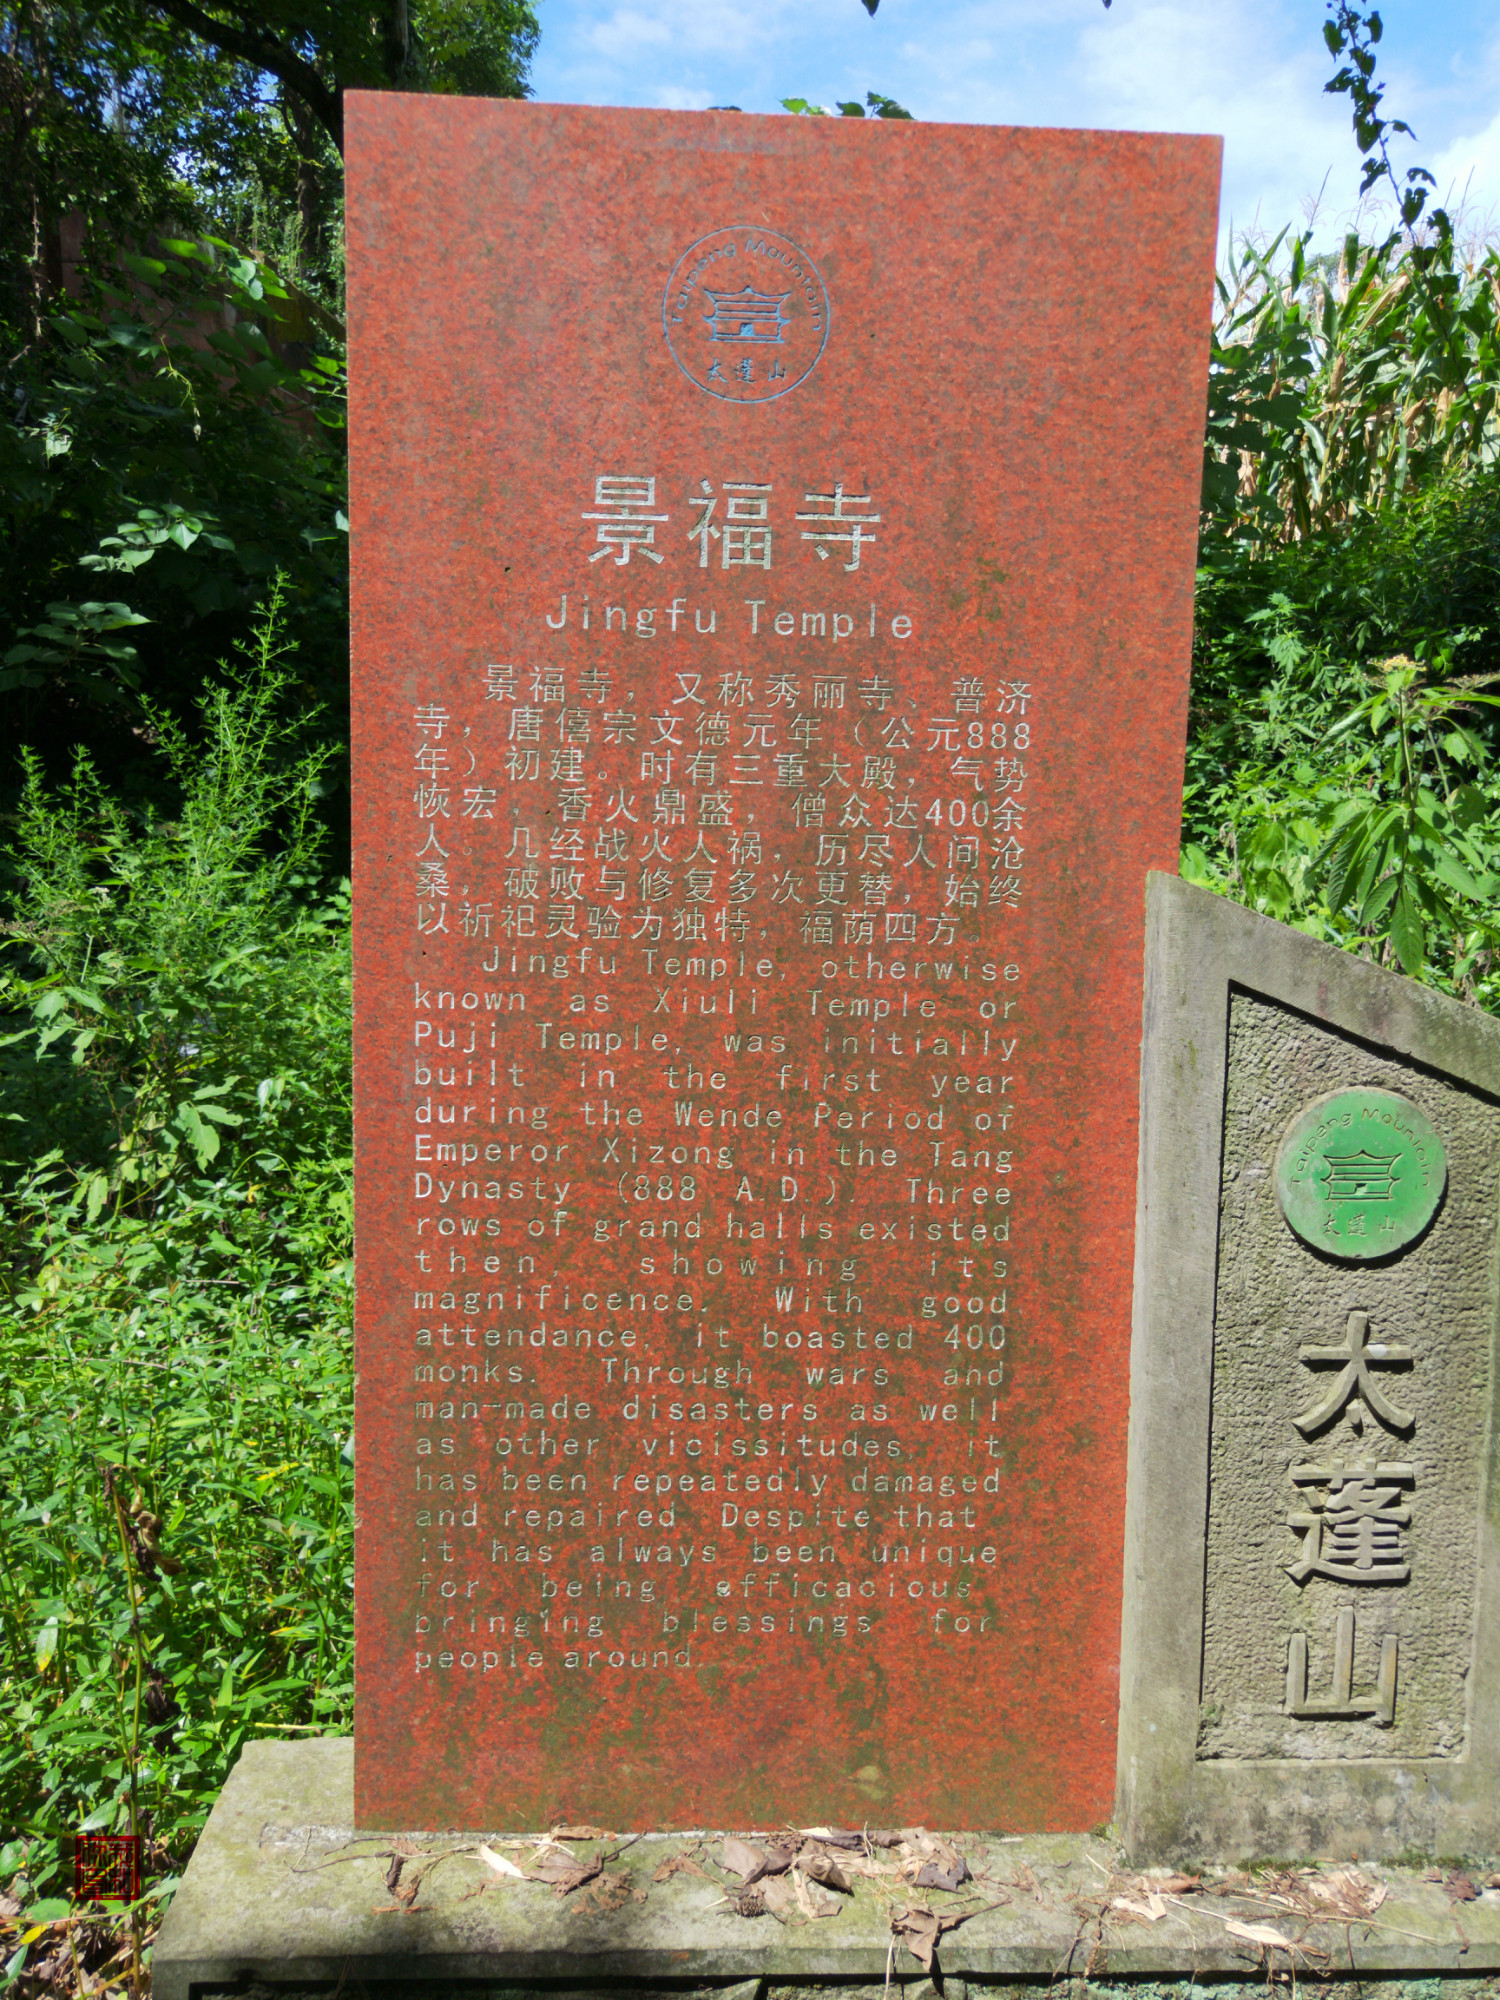 Taipeng Mountain
太蓬山
景福寺
Jingfu Temple
景福寺，又称秀丽寺、普济
寺，唐僖宗文德元年（公元888
年）初建。时有三重大殿，气势
恢宏，香火鼎盛，僧众达400余
人。几经战火人祸，历尽人间沧
桑，破败与修复多次更替，始终
以祈祀灵验为独特，福荫四方。
Jingfu Temple, otherwise
known as Xiuli Temple or
Puji Temple, was initially
built in the first year
during the Wende Period of
Emperor Xizong in the Tang
Dynasty (888 A.D.). Three
rows of grand halls existed
then, showing its
magnificence. With good
attendance, it boasted 400
monks. Through wars and
man-made disasters as well
as other vicissitudes, it
has been repeatedly damaged
and repaired Despite that
it has always been unique
for being efficacious
bringing blessings for
people around.
Taipeng Mountain
太蓬山
太蓬山